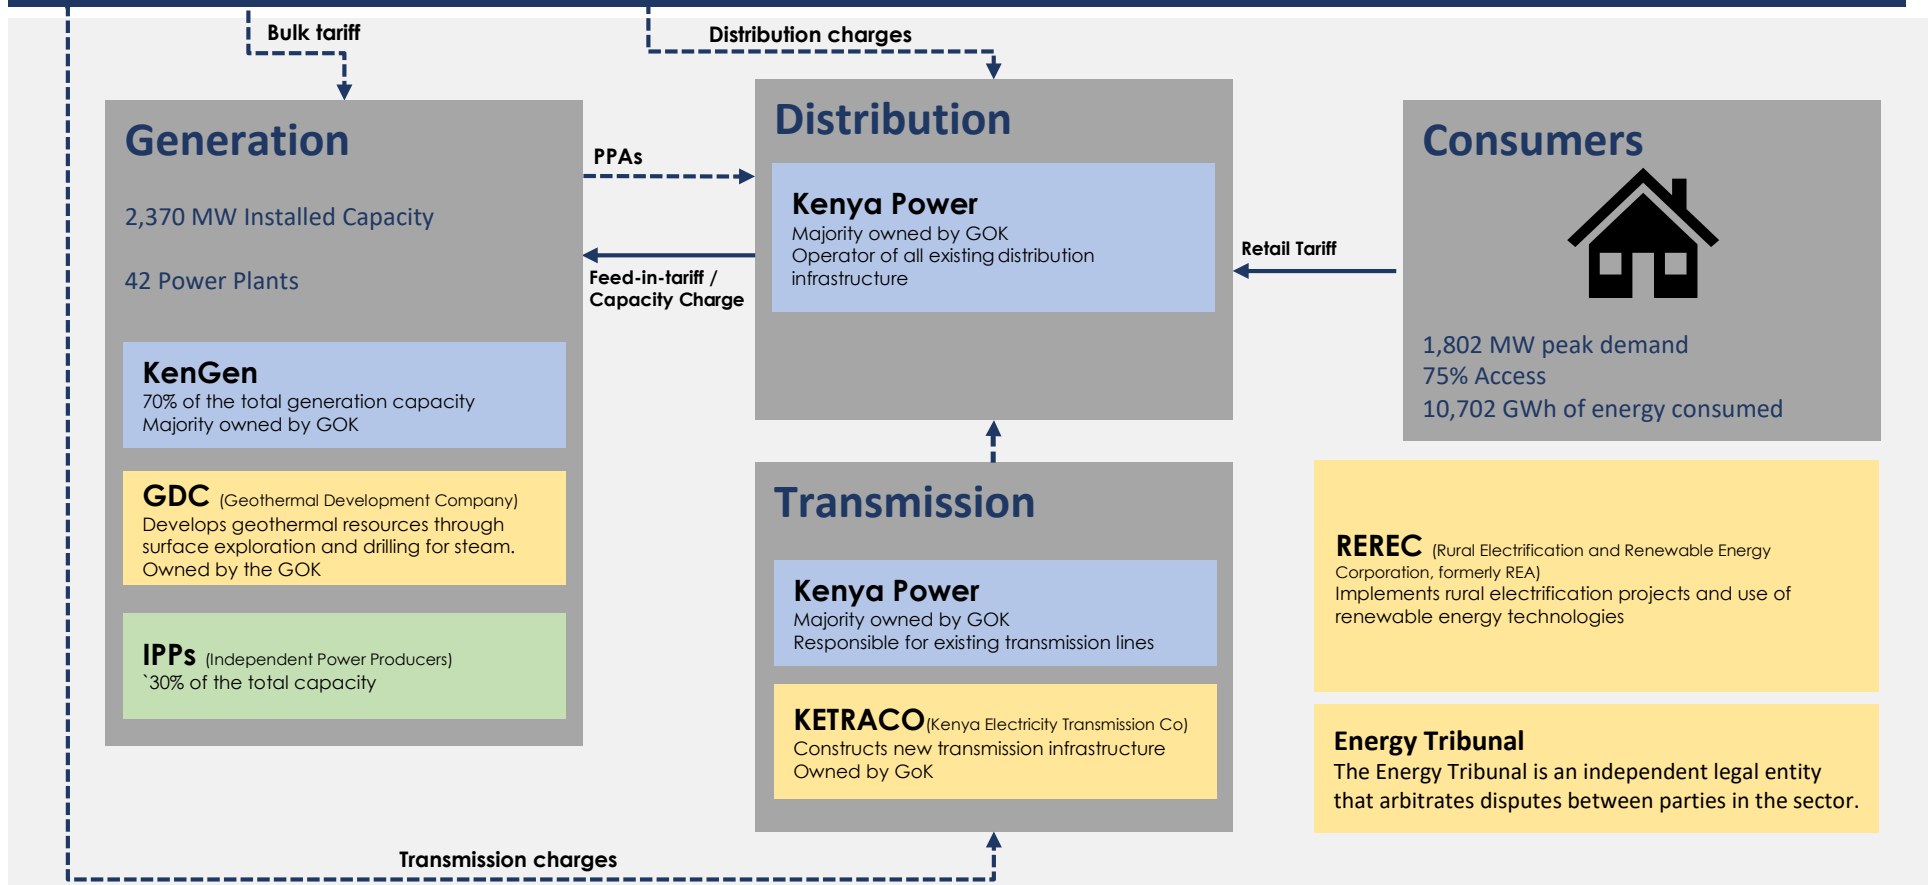 Bulk tariff
Distribution charges
Generation
2,370 MW Installed Capacity
42 Power Plants
KenGen
70% of the total generation capacity
Majority owned by GOK
GDC (Geothermal Development Company)
Develops geothermal resources through
surface exploration and drilling for steam.
Owned by the GOK
IPPs (Independent Power Producers)
`30% of the total capacity
PPAs
Feed-in-tariff /
Capacity Charge
Distribution
Kenya Power
Majority owned by GOK
Operator of all existing distribution
infrastructure
Transmission
Kenya Power
Majority owned by GOK
Responsible for existing transmission lines
KETRACO(Kenya Electricity Transmission Co)
Constructs new transmission infrastructure
Owned by GoK
Retail Tariff
Consumers
1,802 MW peak demand
75% Access
10,702 GWh of energy consumed
REREC (Rural Electrification and Renewable Energy
Corporation, formerly REA)
Implements rural electrification projects and use of
renewable energy technologies
Energy Tribunal
The Energy Tribunal is an independent legal entity
that arbitrates disputes between parties in the sector.
Transmission charges